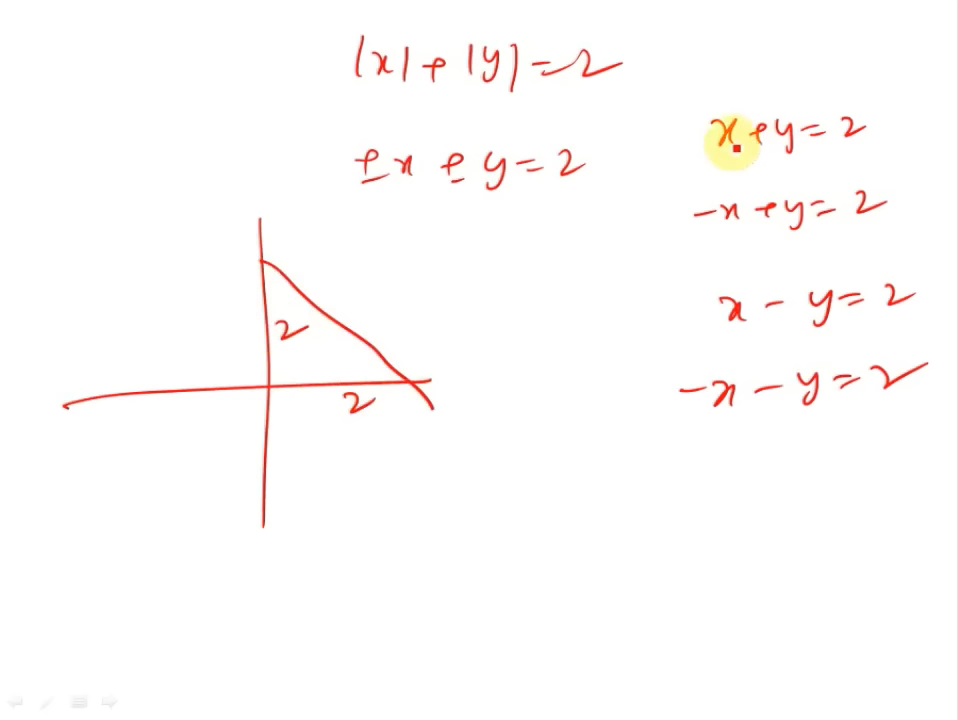 |x| + |y| = 2
± x ± y = 2
x + y = 2
-x + y = 2
x - y = 2
-x - y = 2
2
2